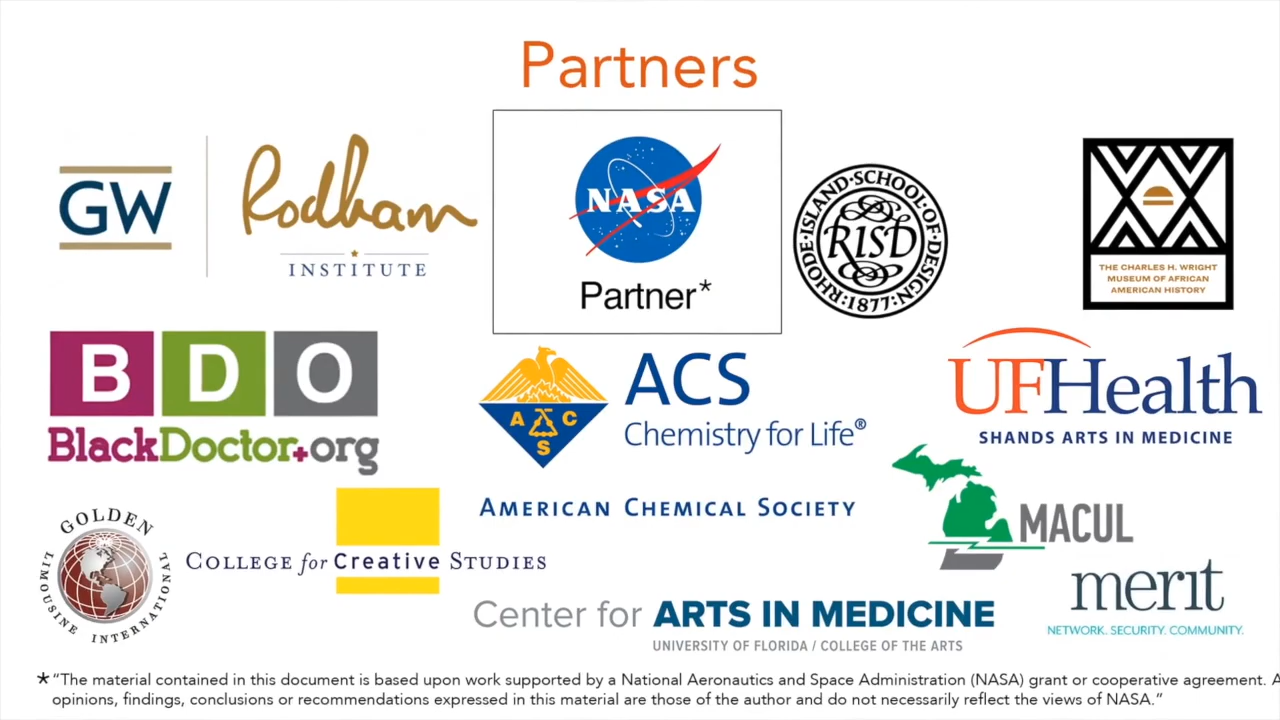 Partners
GW
Rodham
INSTITUTE
NASA
Partner*
RHODE·ISLAND·SCHOOL·OF·DESIGN·
RISD
·1877·
THE CHARLES H. WRIGHT
MUSEUM OF AFRICAN
AMERICAN HISTORY
BDO
BlackDoctor.org
A C S
ACS
Chemistry for Life®
AMERICAN CHEMICAL SOCIETY
UFHealth
SHANDS ARTS IN MEDICINE
GOLDEN
LIMOUSINE INTERNATIONAL
COLLEGE for Creative STUDIES
MACUL
merit
NETWORK. SECURITY. COMMUNITY.
Center for ARTS IN MEDICINE
UNIVERSITY OF FLORIDA / COLLEGE OF THE ARTS
*“The material contained in this document is based upon work supported by a National Aeronautics and Space Administration (NASA) grant or cooperative agreement. A
opinions, findings, conclusions or recommendations expressed in this material are those of the author and do not necessarily reflect the views of NASA.”